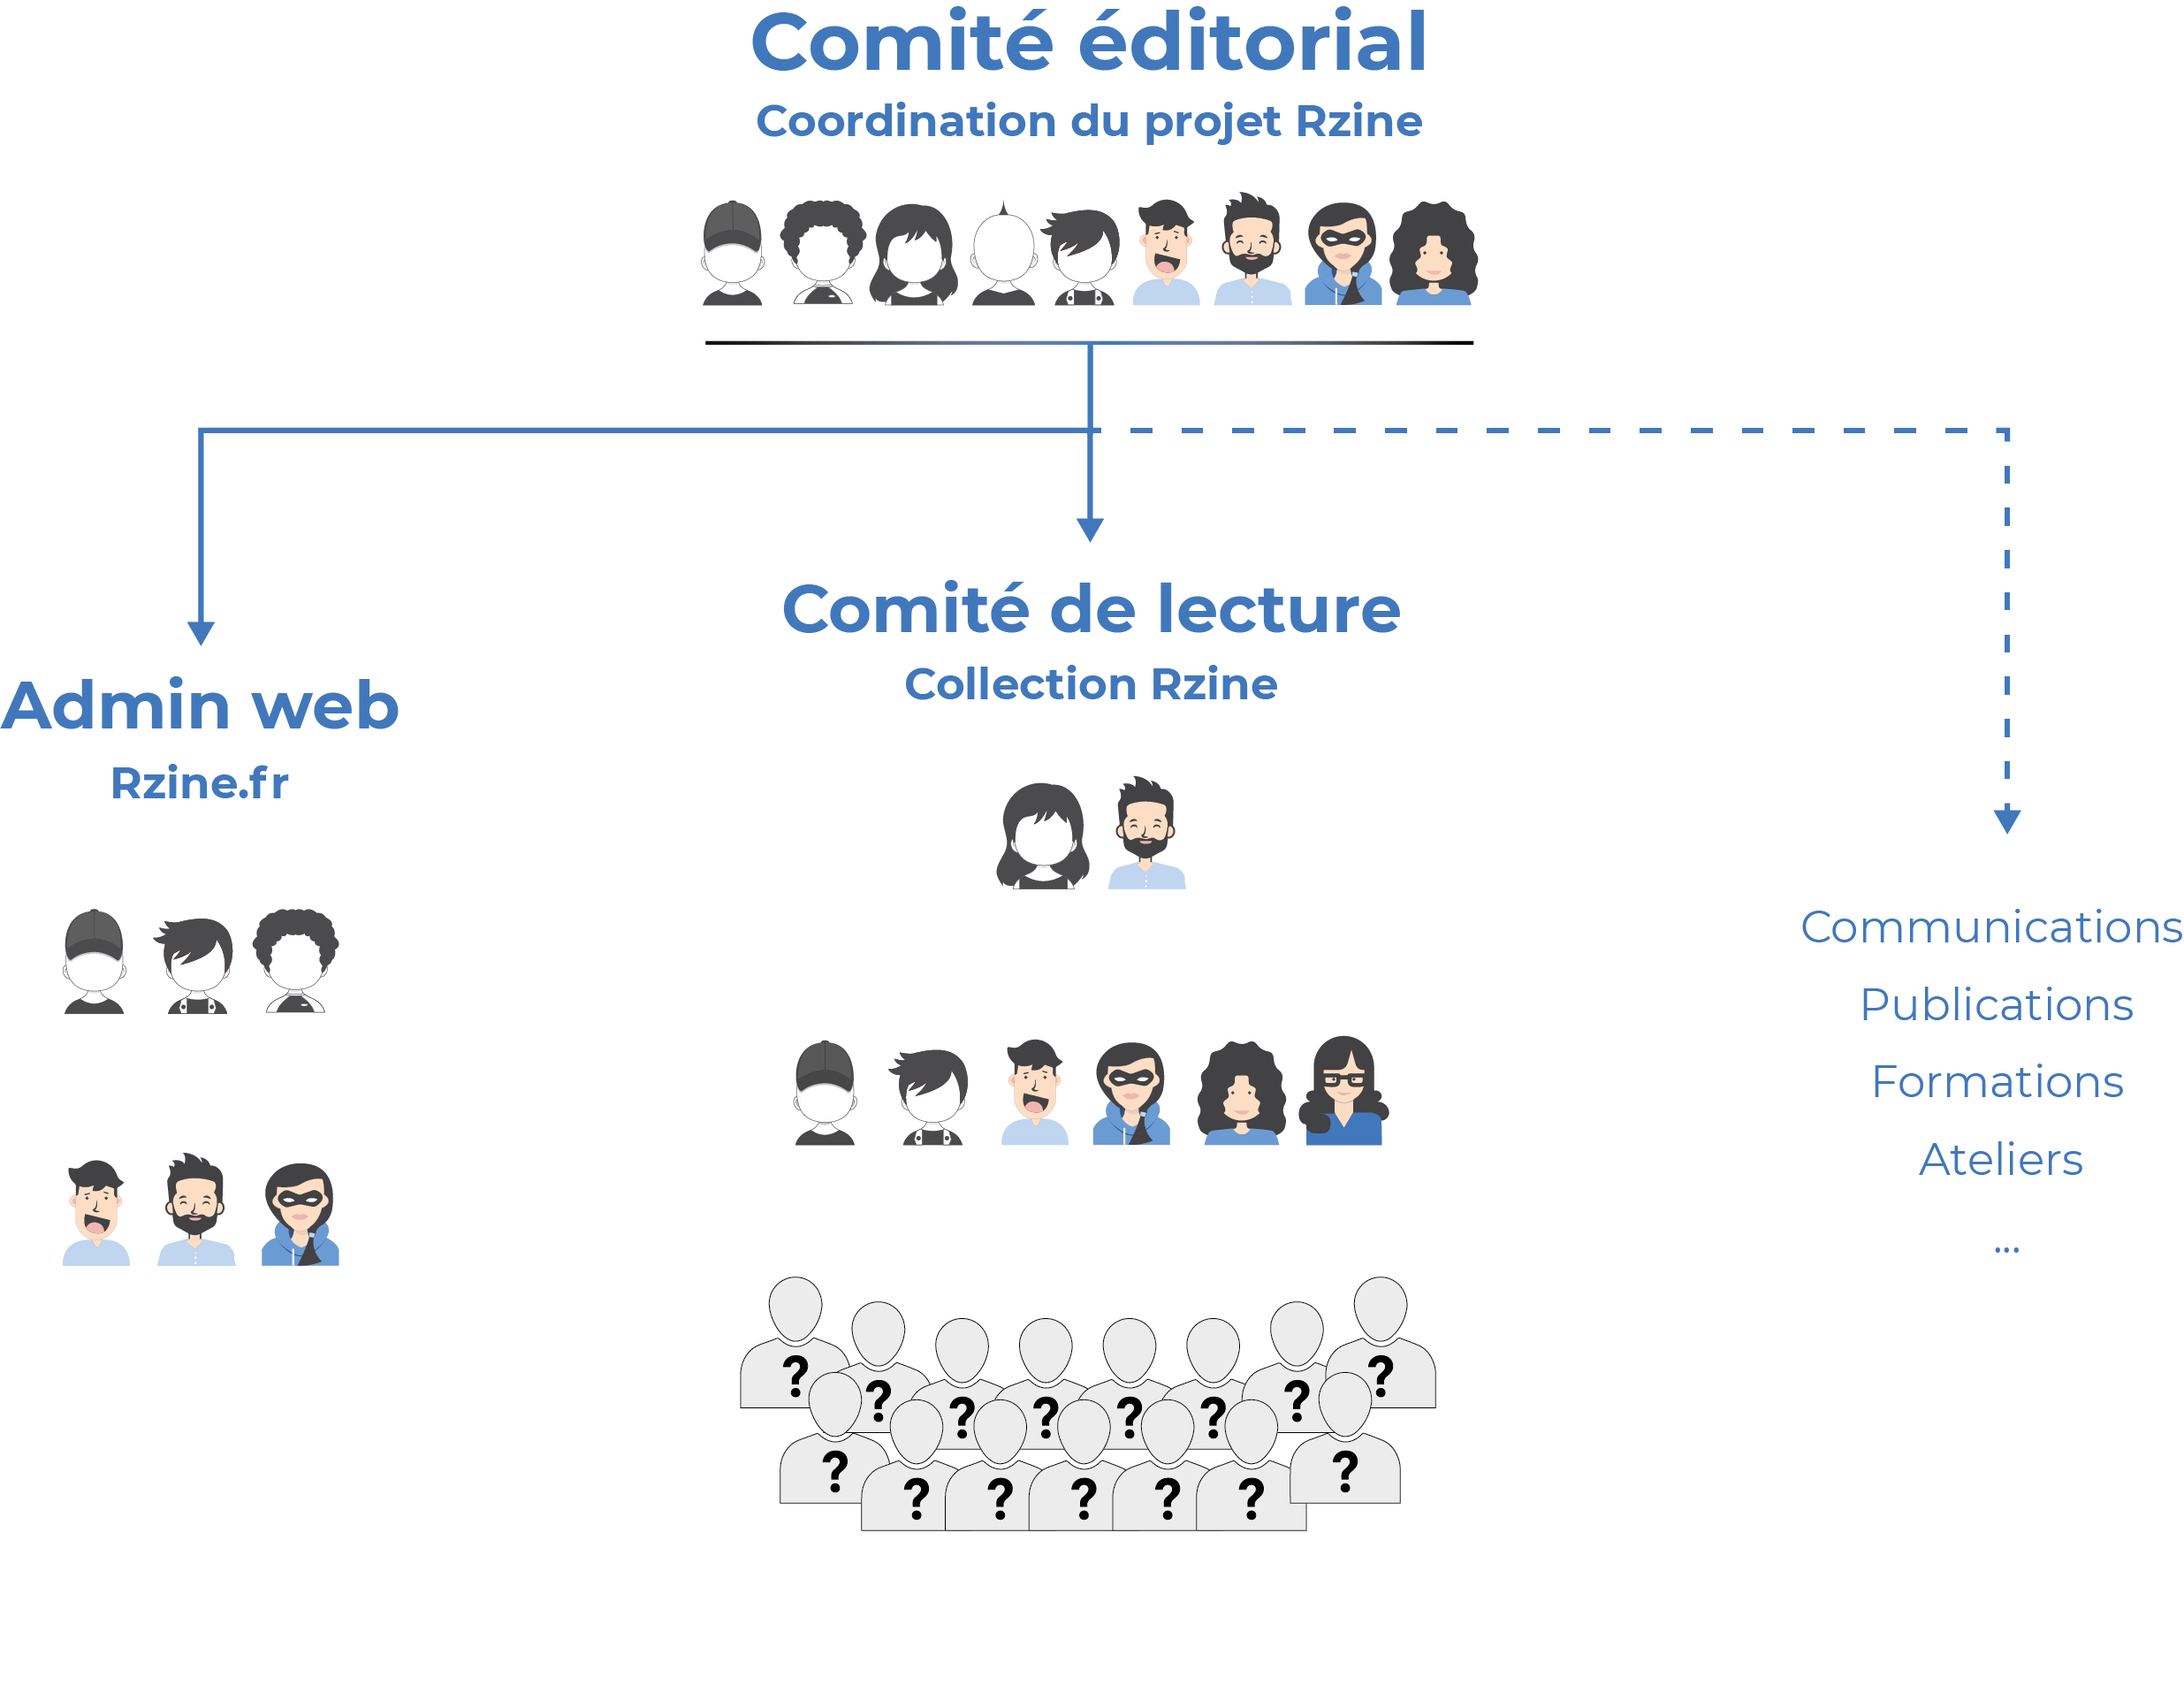 Comité éditorial
Coordination du projet Rzine
Comité de lecture
Collection Rzine
Admin web
Rzine.fr
Communications
Publications
Formations
Ateliers
...
? ? ? ? ? ? ? ?
? ? ? ? ? ? ?